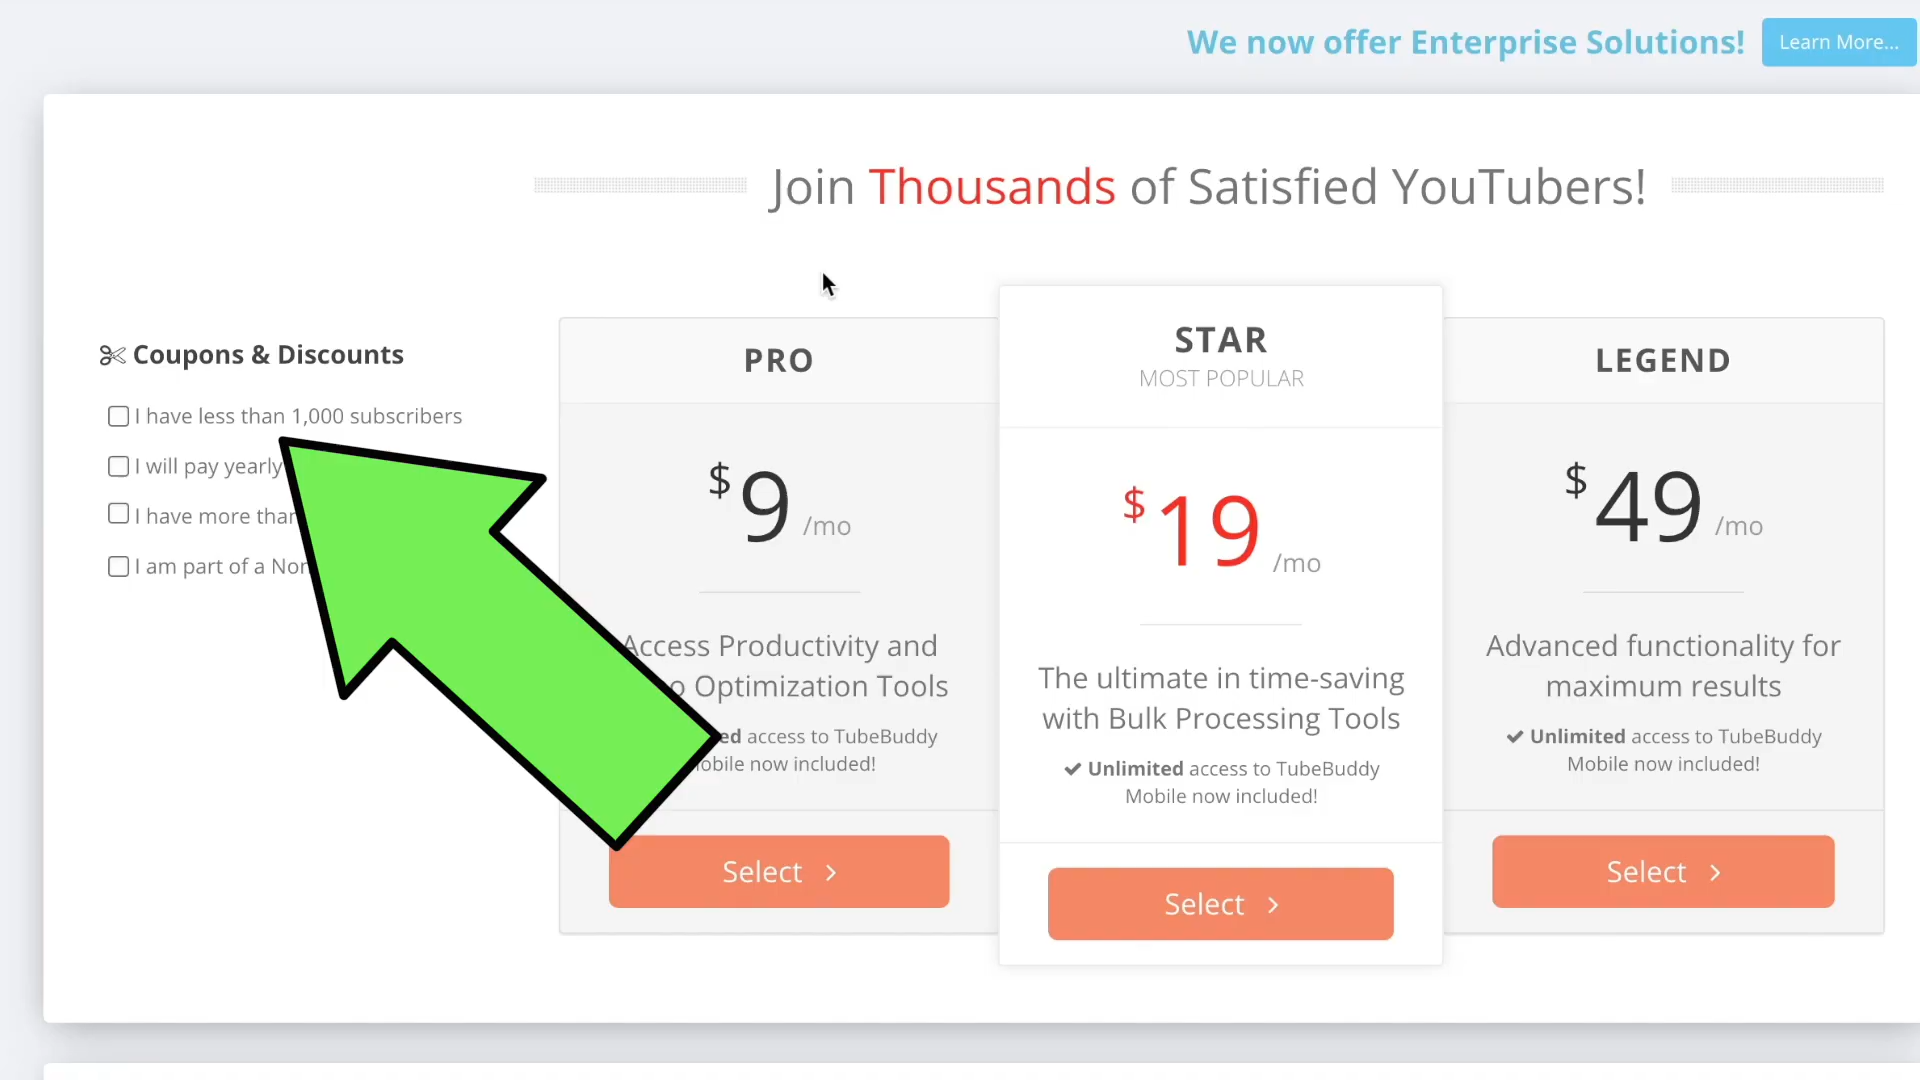 We now offer Enterprise Solutions!
Learn More...
Join Thousands of Satisfied YouTubers!
Coupons & Discounts
I have less than 1,000 subscribers
I will pay yearly
I have more
I am part of a
PRO
$9 /mo
Access Productivity and
Optimization Tools
access to TubeBuddy
now included!
Select >
STAR
MOST POPULAR
$19 /mo
The ultimate in time-saving
with Bulk Processing Tools
✔ Unlimited access to TubeBuddy
Mobile now included!
Select >
LEGEND
$49 /mo
Advanced functionality for
maximum results
✔ Unlimited access to TubeBuddy
Mobile now included!
Select >